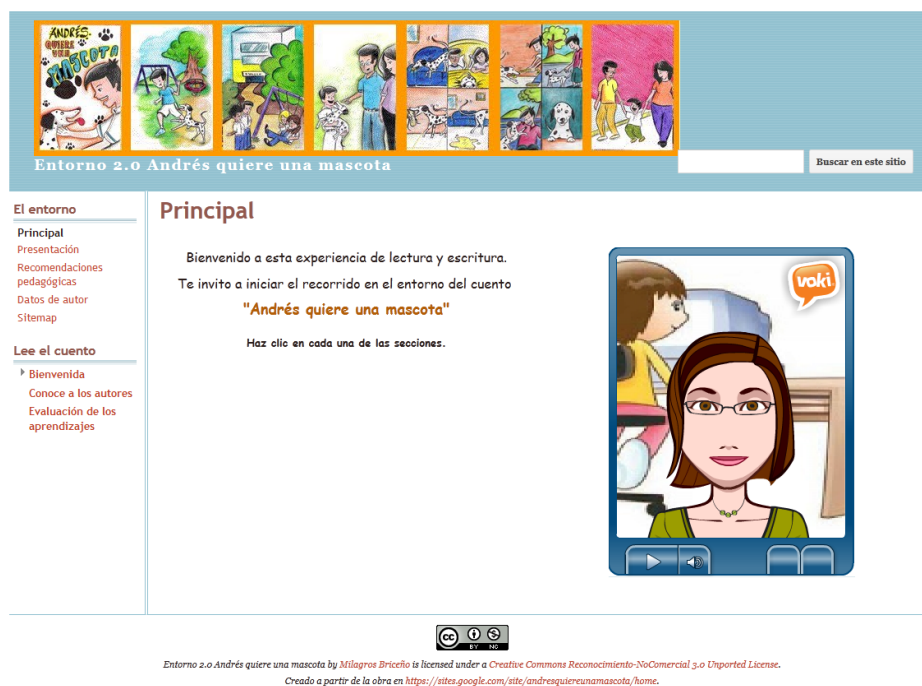 ANDRÉS
QUIERE
UNA
MASCOTA
Entorno 2.0 Andrés quiere una mascota
Buscar en este sitio
El entorno
Principal
Presentación
Recomendaciones
pedagógicas
Datos de autor
Sitemap
Lee el cuento
Bienvenida
Conoce a los autores
Evaluación de los
aprendizajes
Principal
Bienvenido a esta experiencia de lectura y escritura.
Te invito a iniciar el recorrido en el entorno del cuento
"Andrés quiere una mascota"
Haz clic en cada una de las secciones.
voki
cc
BY NC
Entorno 2.0 Andrés quiere una mascota by Milagros Briceño is licensed under a Creative Commons Reconocimiento-NoComercial 3.0 Unported License.
Creado a partir de la obra en https://sites.google.com/site/andresquiereunamascota/home.